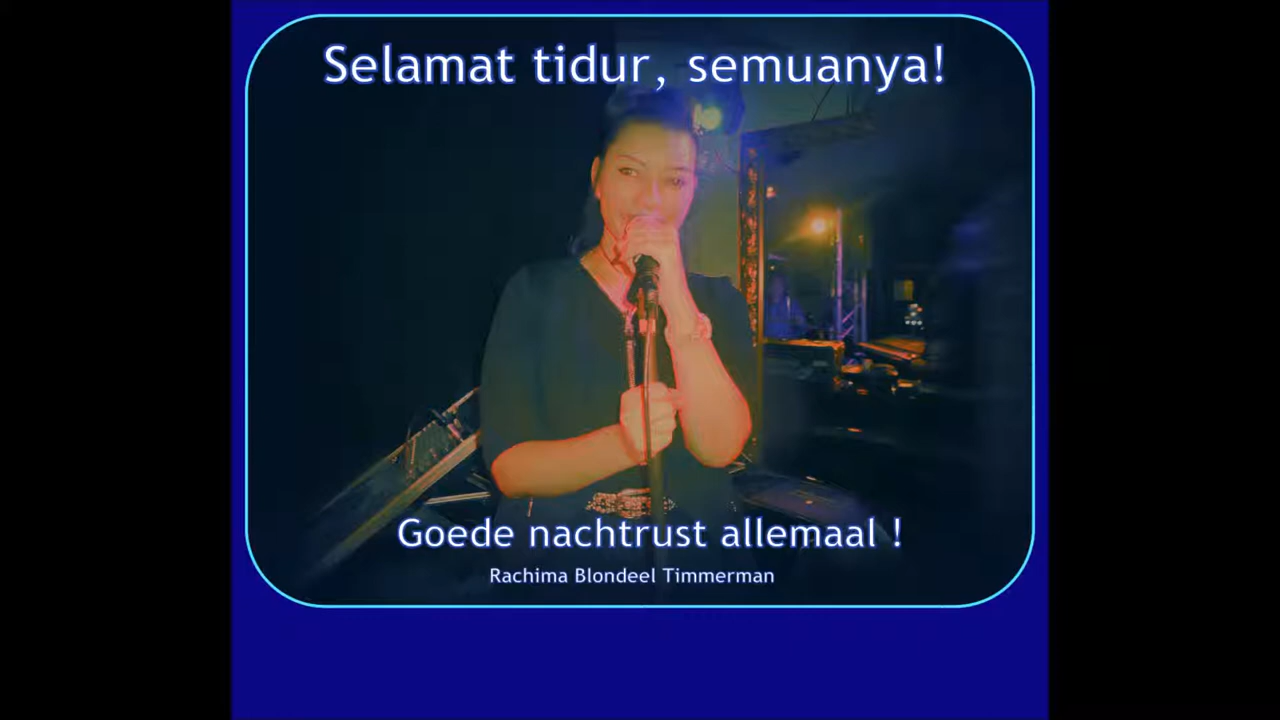 Selamat tidur, semuanya!
Goede nachtrust allemaal !
Rachima Blondeel Timmerman